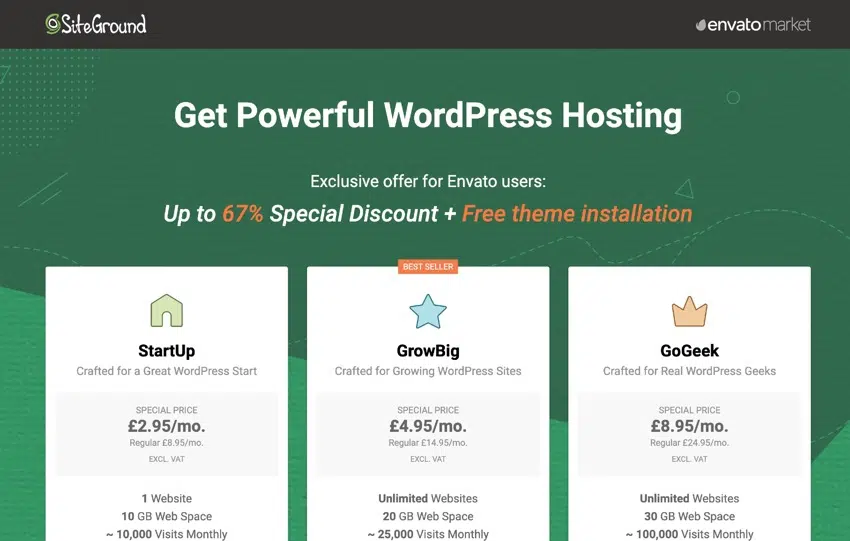 SiteGround
envato market
Get Powerful WordPress Hosting
Exclusive offer for Envato users:
Up to 67% Special Discount + Free theme installation
StartUp
Crafted for a Great WordPress Start
SPECIAL PRICE
£2.95/mo.
Regular £8.95/mo.
EXCL. VAT
1 Website
10 GB Web Space
~ 10,000 Visits Monthly
BEST SELLER
GrowBig
Crafted for Growing WordPress Sites
SPECIAL PRICE
£4.95/mo.
Regular £14.95/mo.
EXCL. VAT
Unlimited Websites
20 GB Web Space
~ 25,000 Visits Monthly
GoGeek
Crafted for Real WordPress Geeks
SPECIAL PRICE
£8.95/mo.
Regular £24.95/mo.
EXCL. VAT
Unlimited Websites
30 GB Web Space
~ 100,000 Visits Monthly